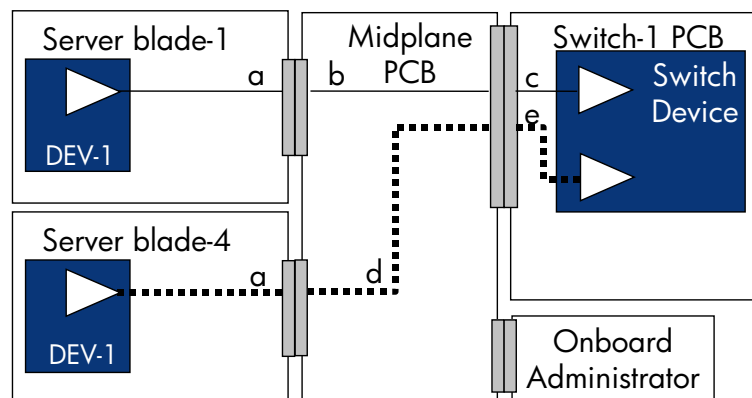 Server blade-1
a
DEV-1
Midplane
PCB
b
Switch-1 PCB
c
e
Switch
Device
Server blade-4
a
DEV-1
d
Onboard
Administrator